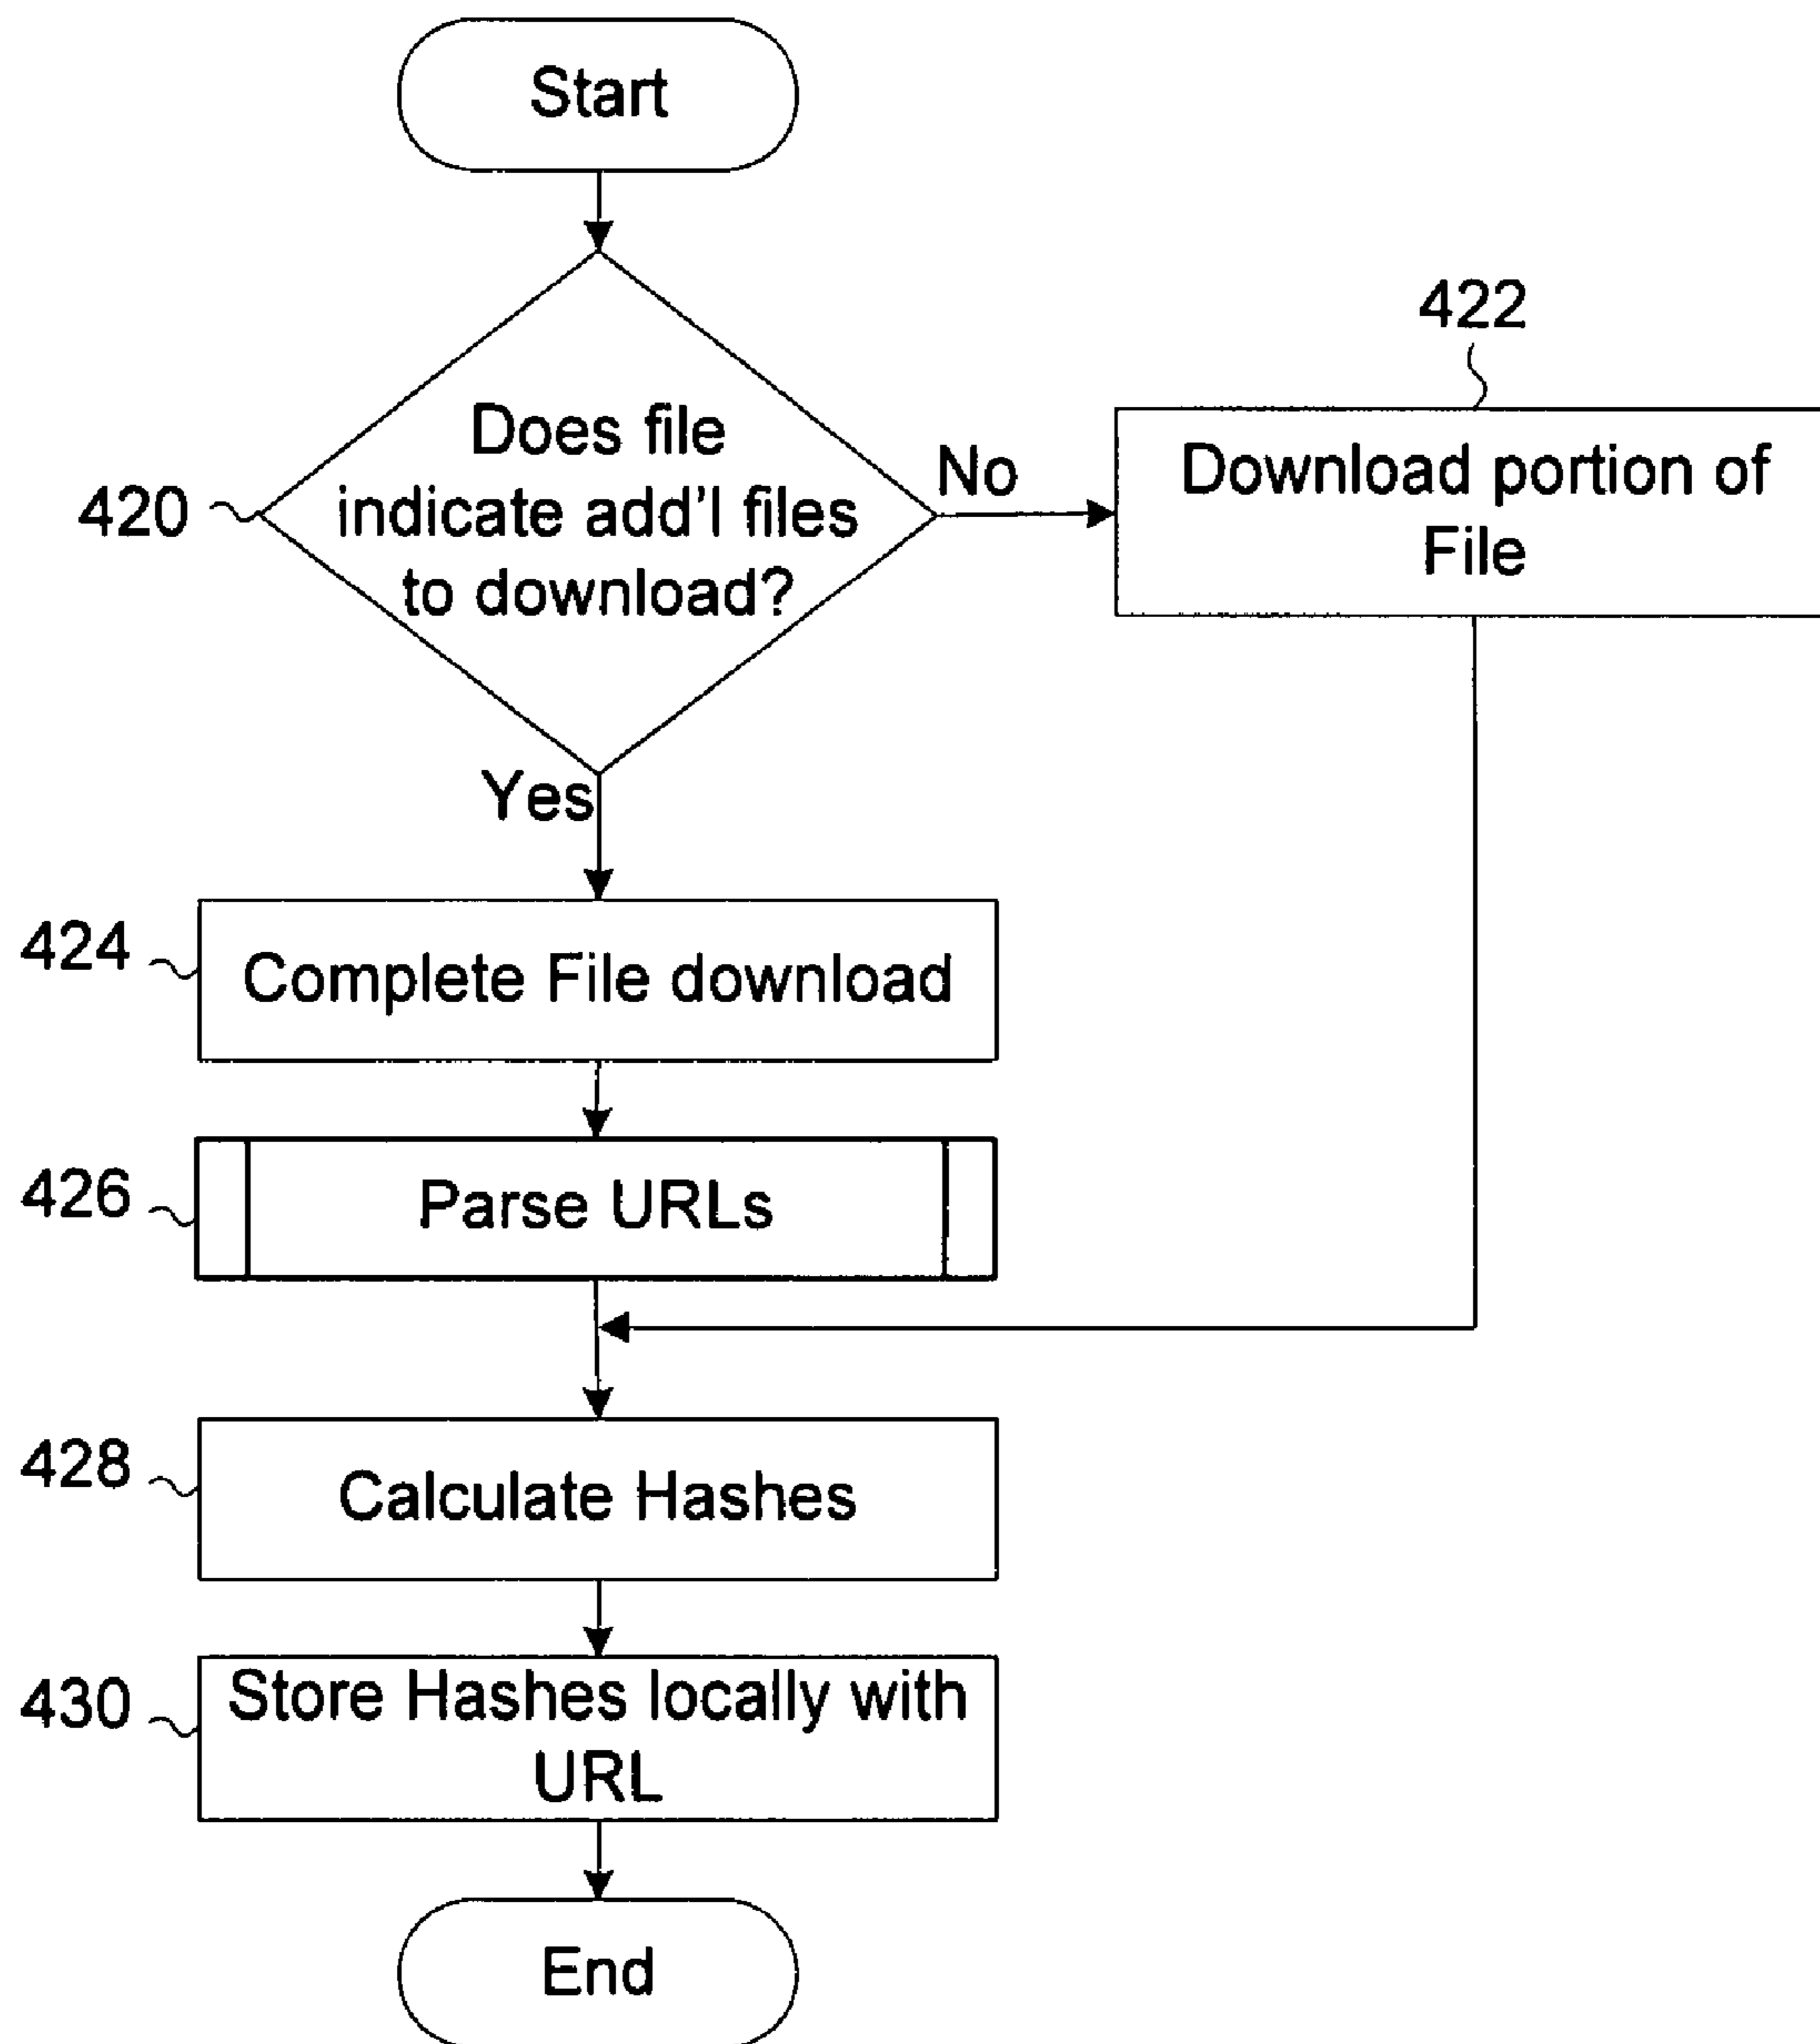 Start
422
Does file
indicate add'l files
to download?
420
No
Download portion of
File
Yes
424
Complete File download
426
Parse URLs
428
Calculate Hashes
430
Store Hashes locally with
URL
End